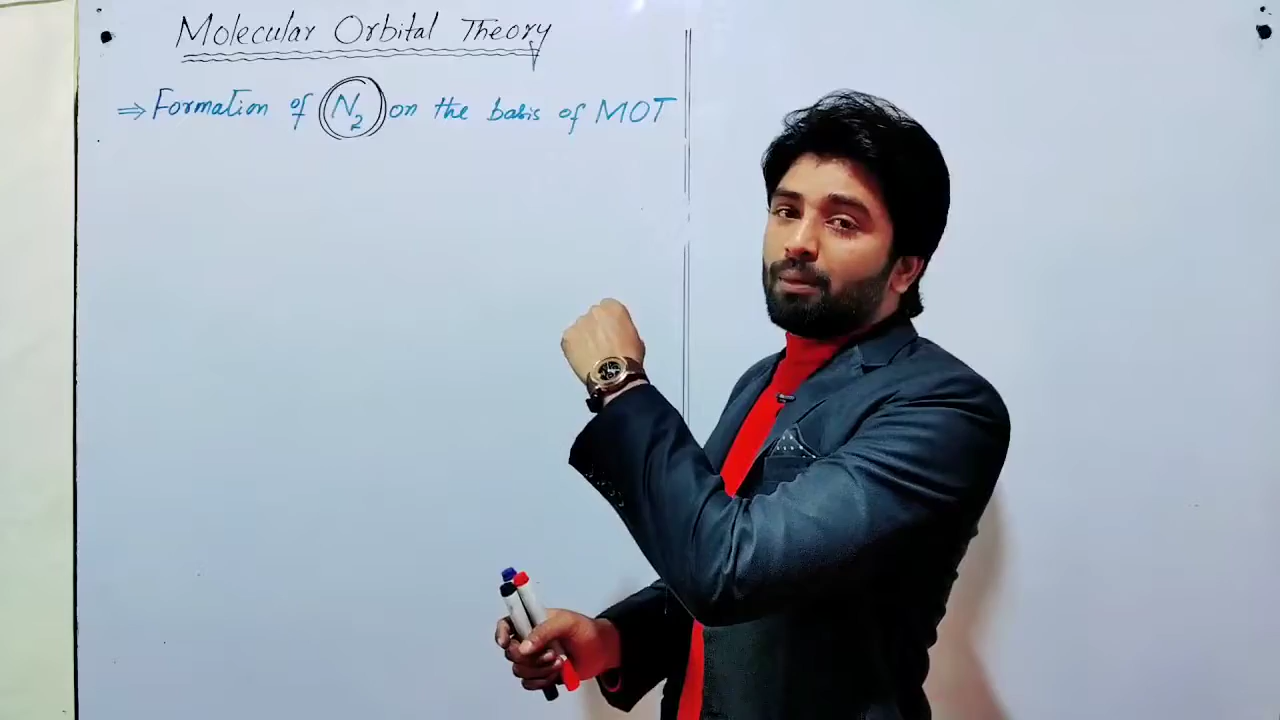 Molecular Orbital Theory
⇒ Formation of N₂ on the basis of MOT